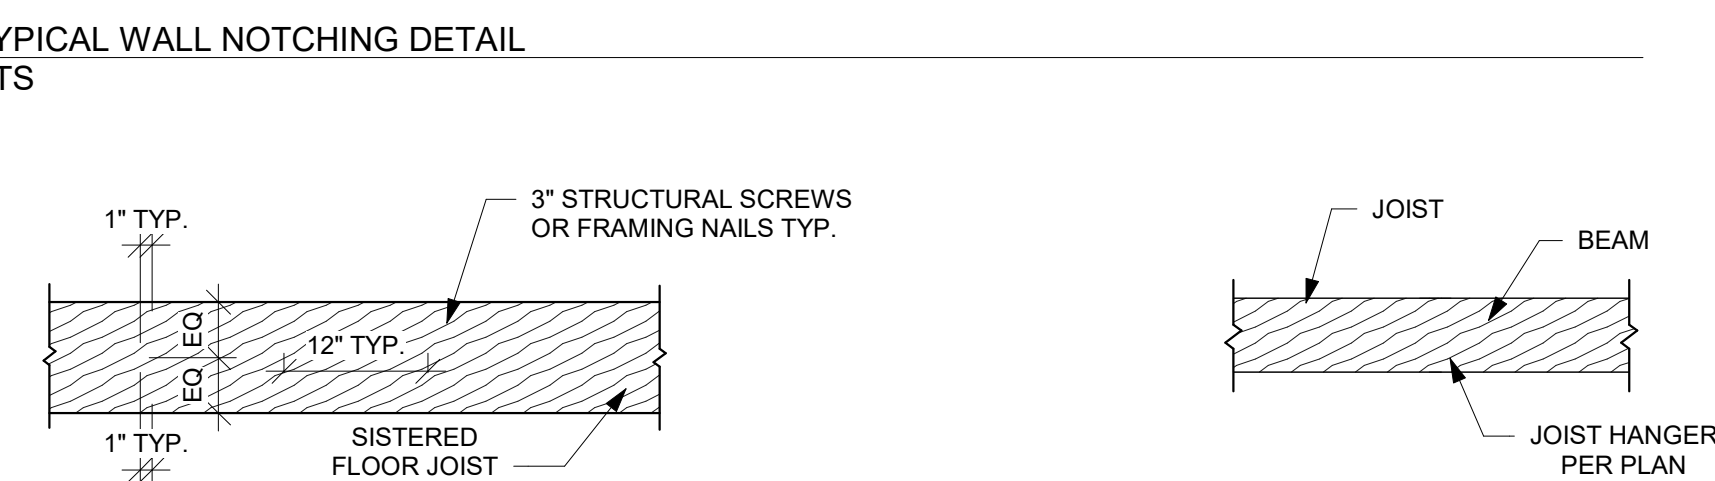 YPICAL WALL NOTCHING DETAIL
TS
1" TYP.
3" STRUCTURAL SCREWS
OR FRAMING NAILS TYP.
EQ
12" TYP.
EQ
1" TYP.
SISTERED
FLOOR JOIST
JOIST
BEAM
JOIST HANGER
PER PLAN